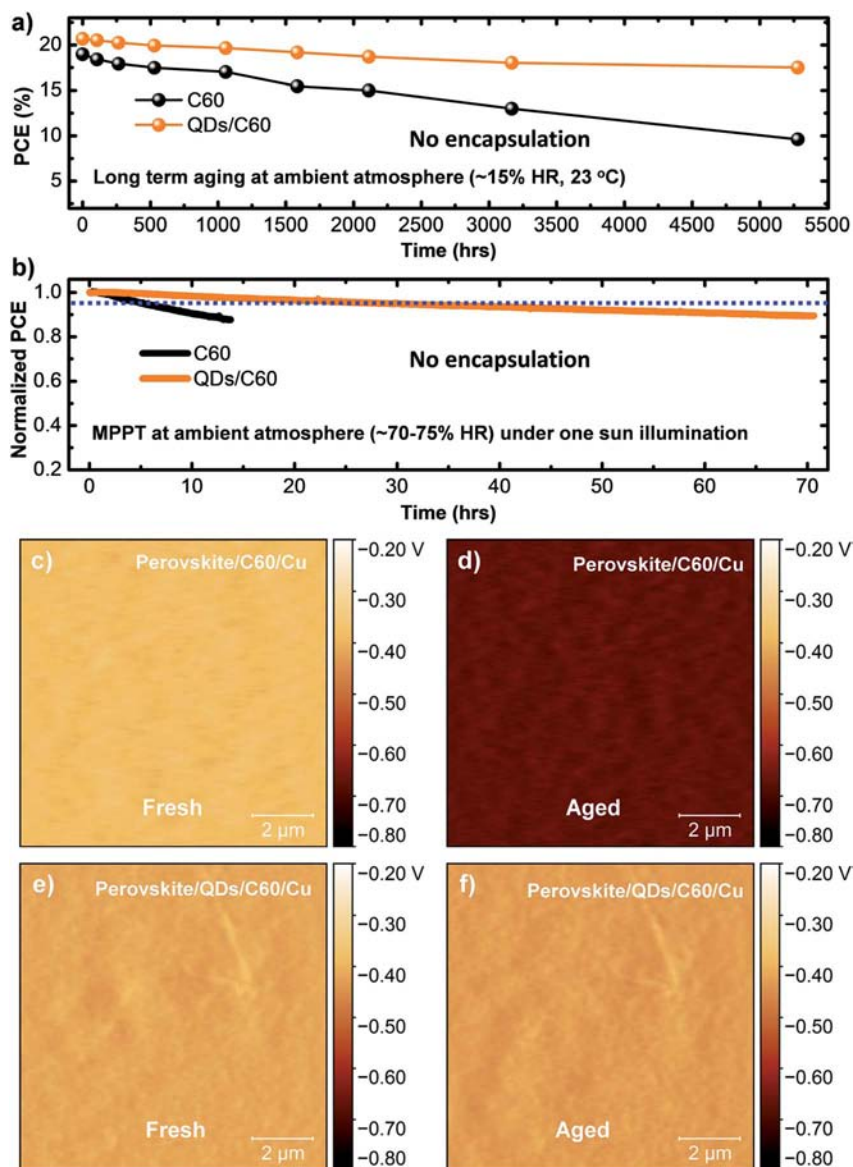 a)
20
15
10
5
PCE (%)
C60
QDs/C60
No encapsulation
Long term aging at ambient atmosphere (~15% HR, 23 °C)
0 500 1000 1500 2000 2500 3000 3500 4000 4500 5000 5500
Time (hrs)
b)
1.0
0.8
0.6
0.4
0.2
Normalized PCE
C60
QDs/C60
No encapsulation
MPPT at ambient atmosphere (~70-75% HR) under one sun illumination
0 10 20 30 40 50 60 70
Time (hrs)
c)
Perovskite/C60/Cu
Fresh
2 µm
−0.20 V
−0.30
−0.40
−0.50
−0.60
−0.70
−0.80
d)
Perovskite/C60/Cu
Aged
2 µm
−0.20 V
−0.30
−0.40
−0.50
−0.60
−0.70
−0.80
e)
Perovskite/QDs/C60/Cu
Fresh
2 µm
−0.20 V
−0.30
−0.40
−0.50
−0.60
−0.70
−0.80
f)
Perovskite/QDs/C60/Cu
Aged
2 µm
−0.20 V
−0.30
−0.40
−0.50
−0.60
−0.70
−0.80